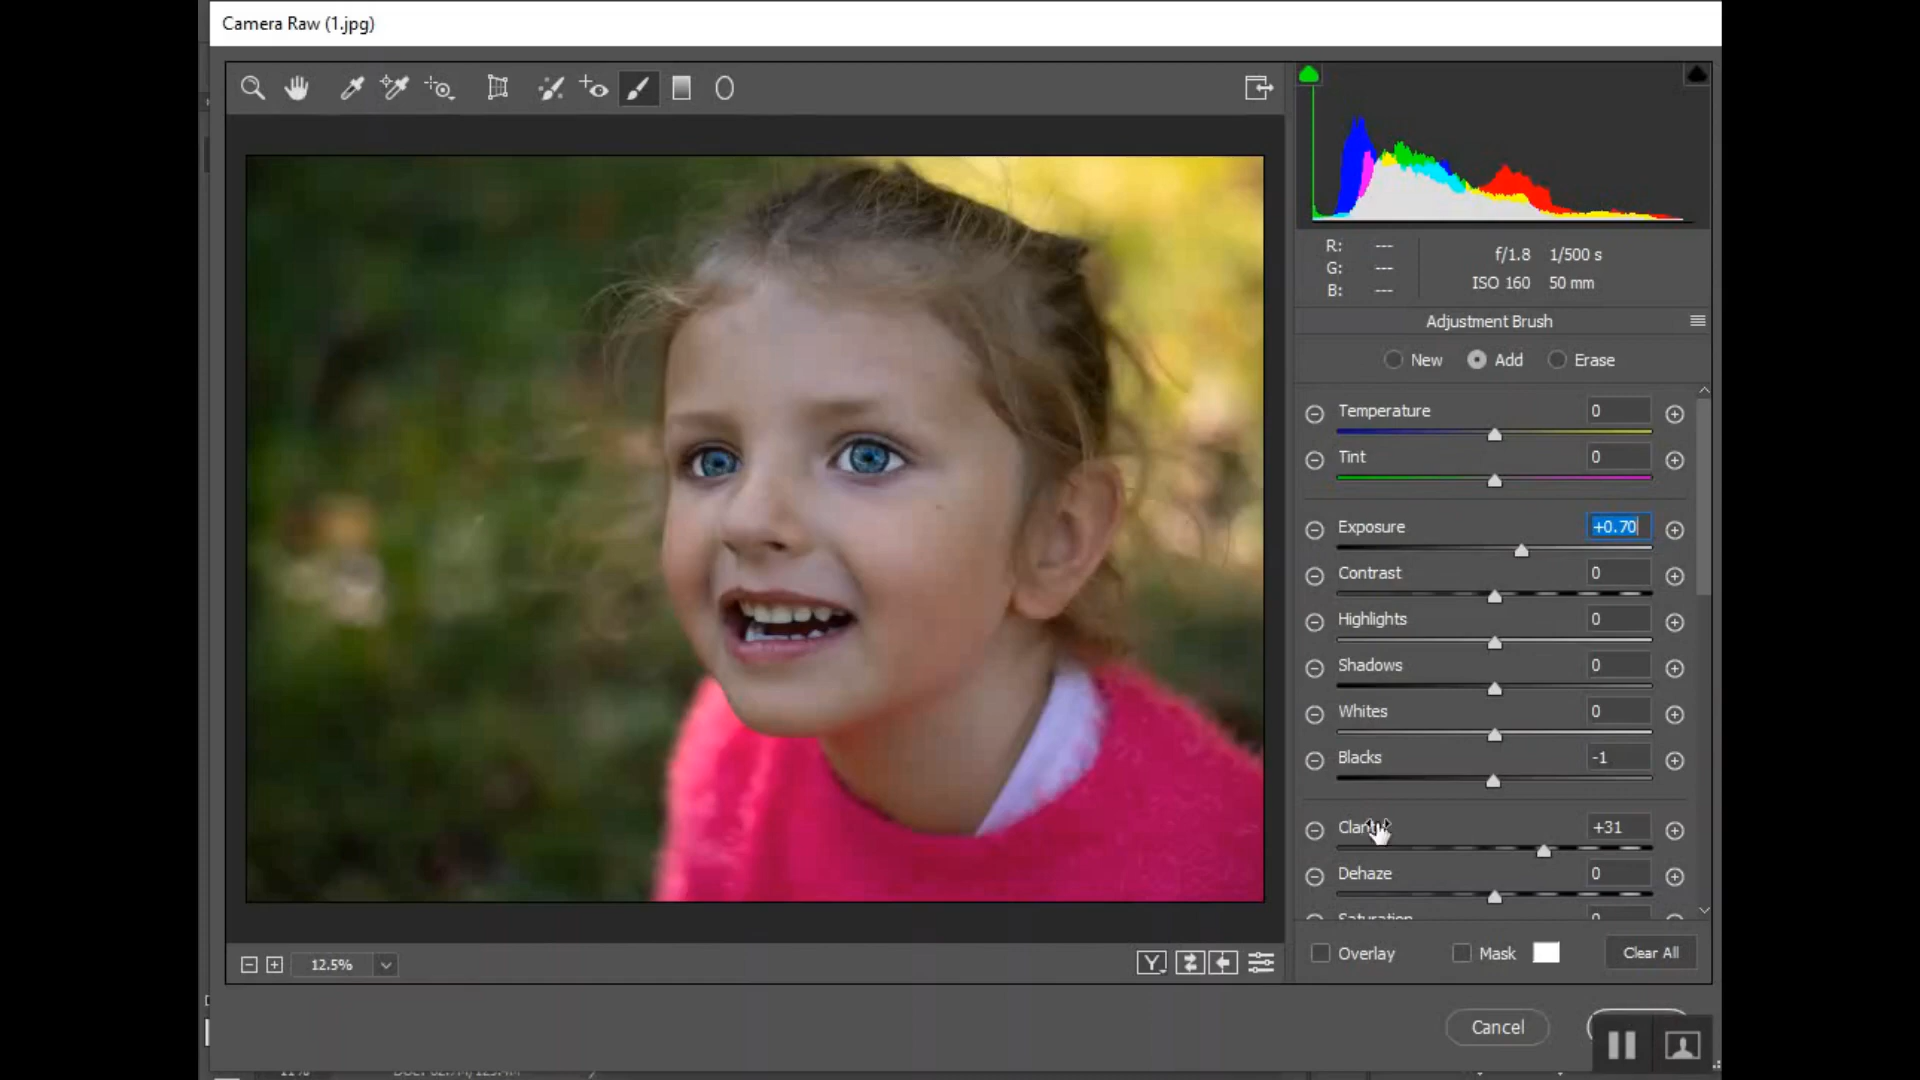 Camera Raw (1.jpg)
R: ---
G: ---
B: ---
f/1.8 1/500 s
ISO 160 50 mm
Adjustment Brush
New Add Erase
Temperature 0
Tint 0
Exposure +0.70
Contrast 0
Highlights 0
Shadows 0
Whites 0
Blacks -1
+31
Dehaze 0
Saturation 0
12.5%
Y
Overlay Mask Clear All
Cancel